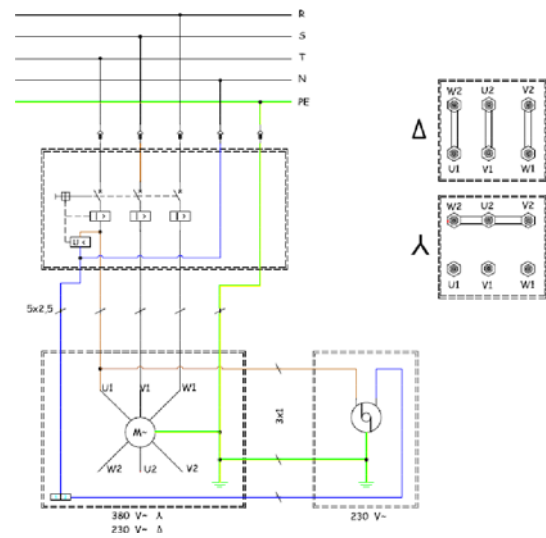 R
S
T
N
PE
W2 U2 V2
Δ
U1 V1 W1
I> I> I>
U<
W2 U2 V2
⅄
U1 V1 W1
5x2,5
U1 V1 W1
M~
3x1
W2 U2 V2
380 V~ ⅄
230 V~ Δ
230 V~